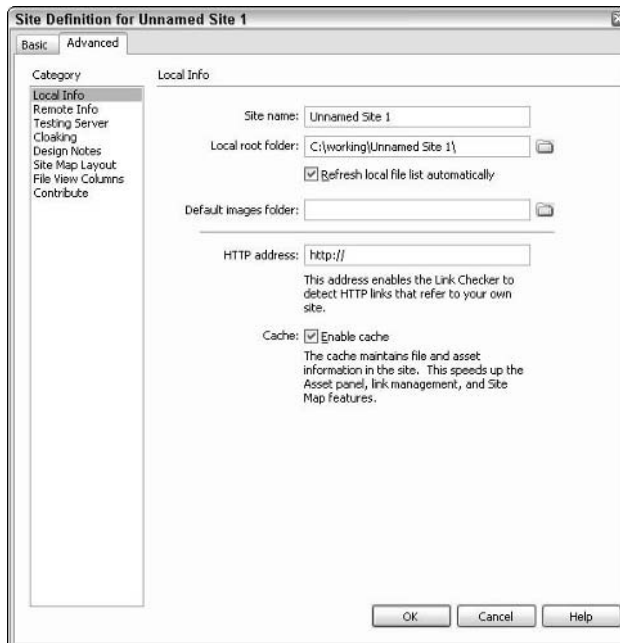 Site Definition for Unnamed Site 1
Basic
Advanced
Category
Local Info
Remote Info
Testing Server
Cloaking
Design Notes
Site Map Layout
File View Columns
Contribute
Local Info
Site name: Unnamed Site 1
Local root folder: C:\working\Unnamed Site 1\
Refresh local file list automatically
Default images folder:
HTTP address: http://
This address enables the Link Checker to
detect HTTP links that refer to your own
site.
Cache: Enable cache
The cache maintains file and asset
information in the site. This speeds up the
Asset panel, link management, and Site
Map features.
OK
Cancel
Help